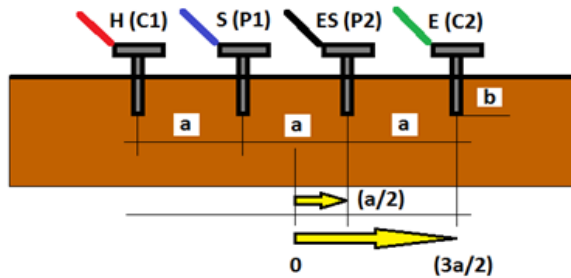 H (C1) S (P1) ES (P2) E (C2)
b
a a a
(a/2)
0 (3a/2)